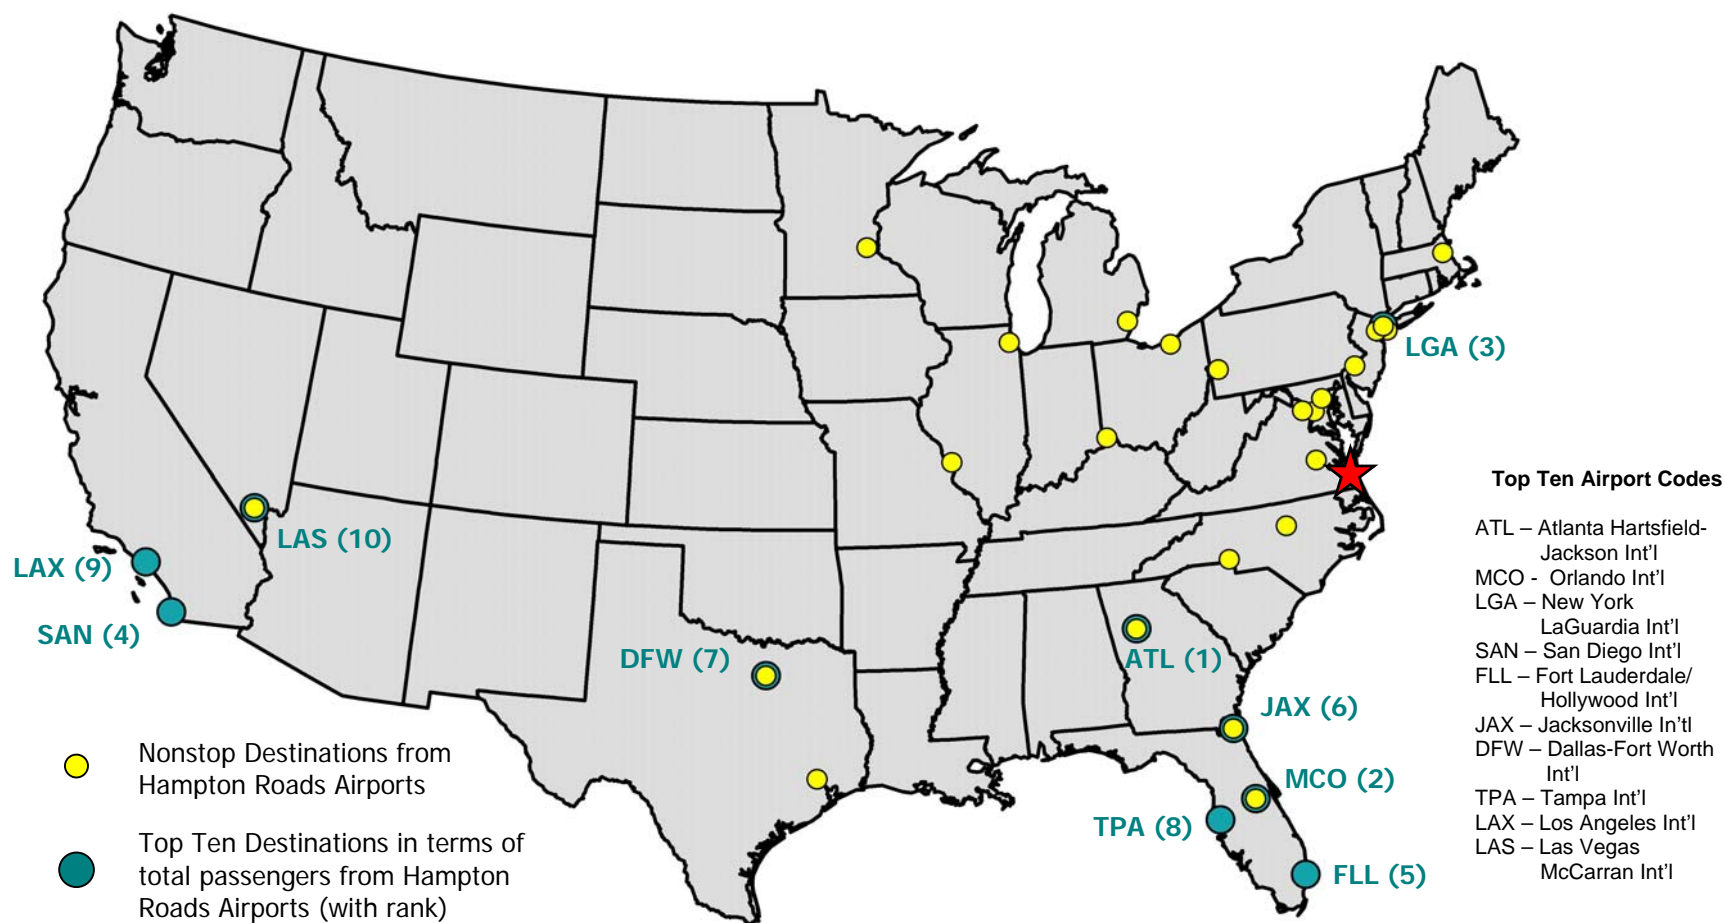 LGA (3)
LAS (10)
LAX (9)
SAN (4)
DFW (7)
ATL (1)
JAX (6)
MCO (2)
TPA (8)
FLL (5)
Nonstop Destinations from
Hampton Roads Airports
Top Ten Destinations in terms of
total passengers from Hampton
Roads Airports (with rank)
Top Ten Airport Codes
ATL – Atlanta Hartsfield-
Jackson Int'l
MCO - Orlando Int'l
LGA – New York
LaGuardia Int'l
SAN – San Diego Int'l
FLL – Fort Lauderdale/
Hollywood Int'l
JAX – Jacksonville In'tl
DFW – Dallas-Fort Worth
Int'l
TPA – Tampa Int'l
LAX – Los Angeles Int'l
LAS – Las Vegas
McCarran Int'l